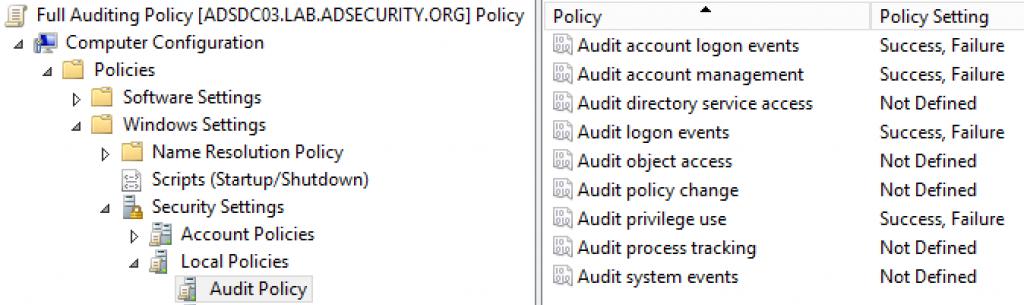 Full Auditing Policy [ADSDC03.LAB.ADSECURITY.ORG] Policy
Computer Configuration
Policies
Software Settings
Windows Settings
Name Resolution Policy
Scripts (Startup/Shutdown)
Security Settings
Account Policies
Local Policies
Audit Policy
Policy Policy Setting
Audit account logon events Success, Failure
Audit account management Success, Failure
Audit directory service access Not Defined
Audit logon events Success, Failure
Audit object access Not Defined
Audit policy change Not Defined
Audit privilege use Success, Failure
Audit process tracking Not Defined
Audit system events Not Defined